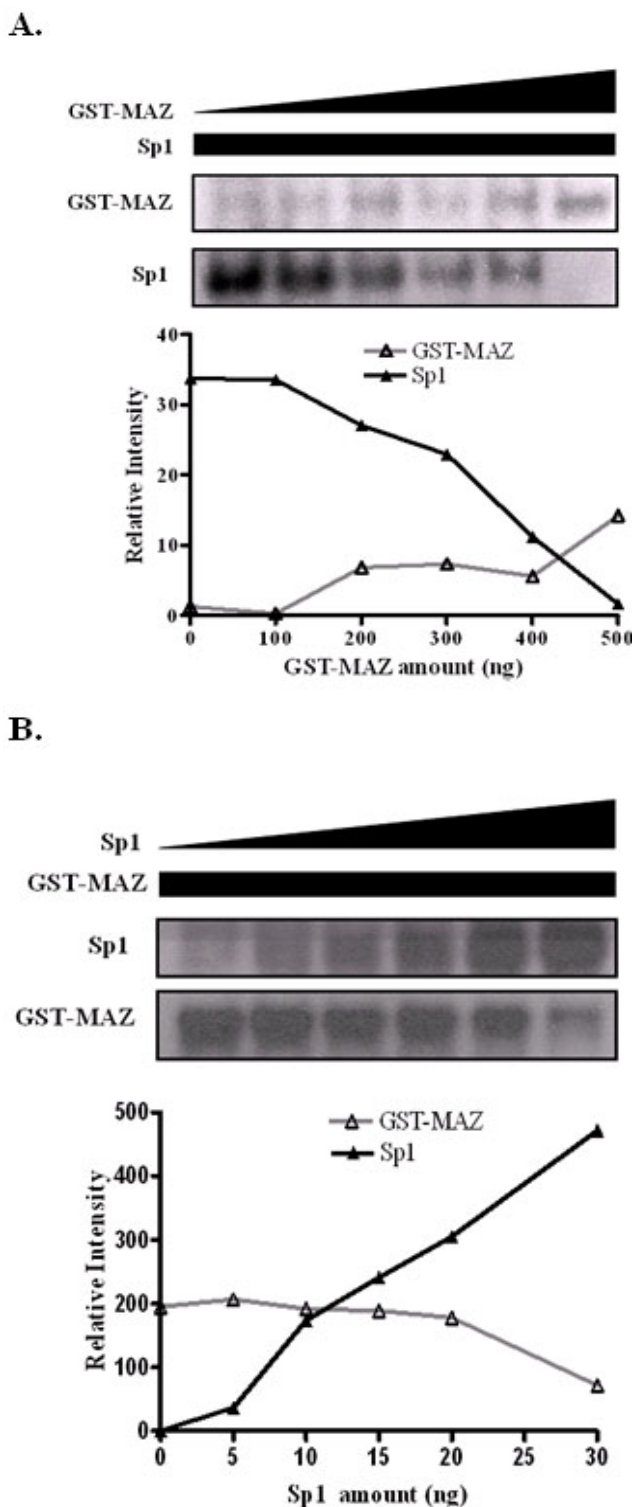 A.
GST-MAZ
Sp1
GST-MAZ
Sp1
40
30
20
10
0
Relative Intensity
GST-MAZ
Sp1
0 100 200 300 400 500
GST-MAZ amount (ng)
B.
Sp1
GST-MAZ
Sp1
GST-MAZ
500
400
300
200
100
0
Relative Intensity
GST-MAZ
Sp1
0 5 10 15 20 25 30
Sp1 amount (ng)